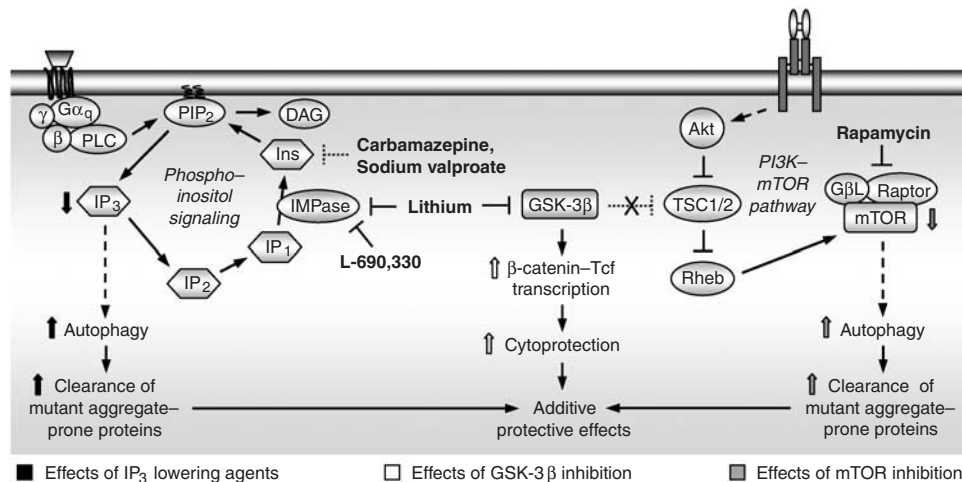 Gαq
γ
β
PLC
PIP2
DAG
Ins
Carbamazepine,
Sodium valproate
Phospho–
inositol
signaling
IP3
IMPase
Lithium
GSK-3β
X
L-690,330
IP1
IP2
Akt
TSC1/2
Rheb
PI3K–
mTOR
pathway
Rapamycin
GβL
Raptor
mTOR
β-catenin–Tcf
transcription
Cytoprotection
Autophagy
Clearance of
mutant aggregate–
prone proteins
Additive
protective effects
Autophagy
Clearance of
mutant aggregate–
prone proteins
Effects of IP3 lowering agents
Effects of GSK-3β inhibition
Effects of mTOR inhibition